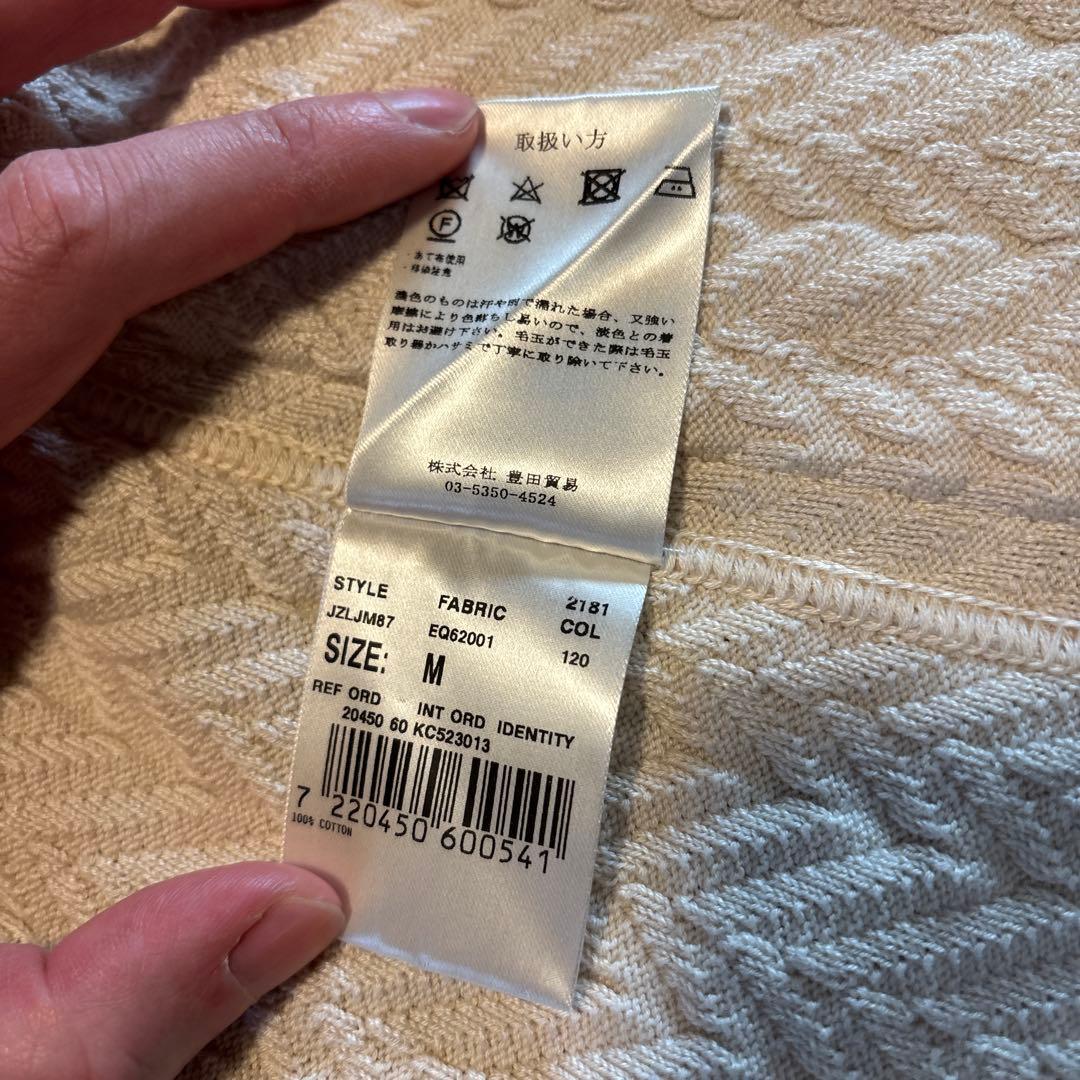 取扱い方
F
W
・あて布使用
・移染注意
濃色のものは汗や雨で濡れた場合、又強い
摩擦により色落ちし易いので、淡色との着
用はお避け下さい。毛玉ができた際は毛玉
取り器かハサミで丁寧に取り除いて下さい。
株式会社 豊田貿易
03-5350-4524
STYLE FABRIC 2181
JZLJM87 EQ62001 COL
SIZE: M 120
REF ORD INT ORD IDENTITY
20450 60 KC523013
7 220450 600541
100% COTTON